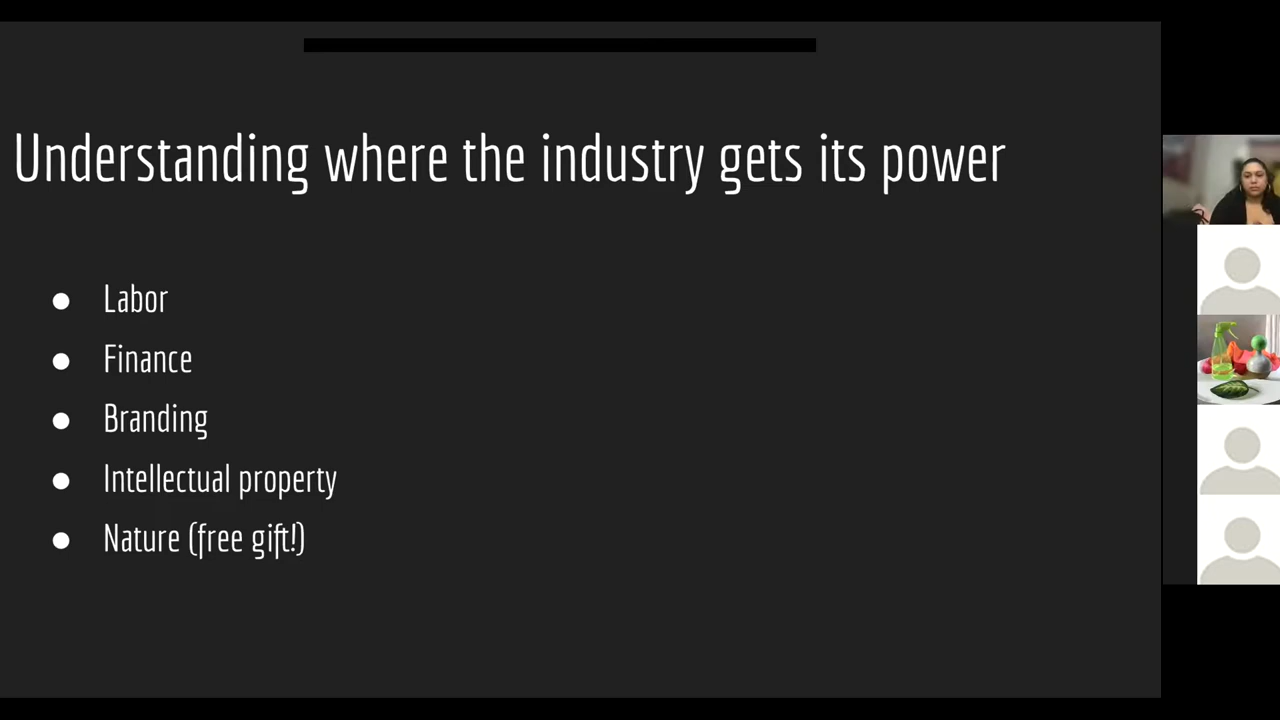 Understanding where the industry gets its power
● Labor
● Finance
● Branding
● Intellectual property
● Nature (free gift!)